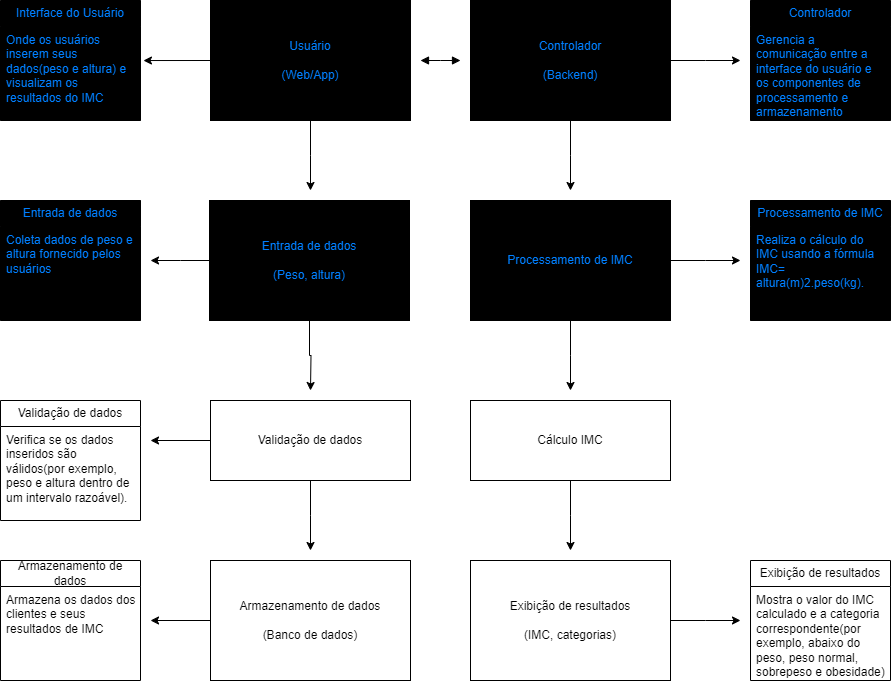 Interface do Usuário
Onde os usuários
inserem seus
dados(peso e altura) e
visualizam os
resultados do IMC
Usuário
(Web/App)
Controlador
(Backend)
Controlador
Gerencia a
comunicação entre a
interface do usuário e
os componentes de
processamento e
armazenamento
Entrada de dados
Coleta dados de peso e
altura fornecido pelos
usuários
Entrada de dados
(Peso, altura)
Processamento de IMC
Processamento de IMC
Realiza o cálculo do
IMC usando a fórmula
IMC=
altura(m)2.peso(kg).
Validação de dados
Verifica se os dados
inseridos são
válidos(por exemplo,
peso e altura dentro de
um intervalo razoável).
Validação de dados
Cálculo IMC
Armazenamento de
dados
Armazena os dados dos
clientes e seus
resultados de IMC
Armazenamento de dados
(Banco de dados)
Exibição de resultados
(IMC, categorias)
Exibição de resultados
Mostra o valor do IMC
calculado e a categoria
correspondente(por
exemplo, abaixo do
peso, peso normal,
sobrepeso e obesidade)